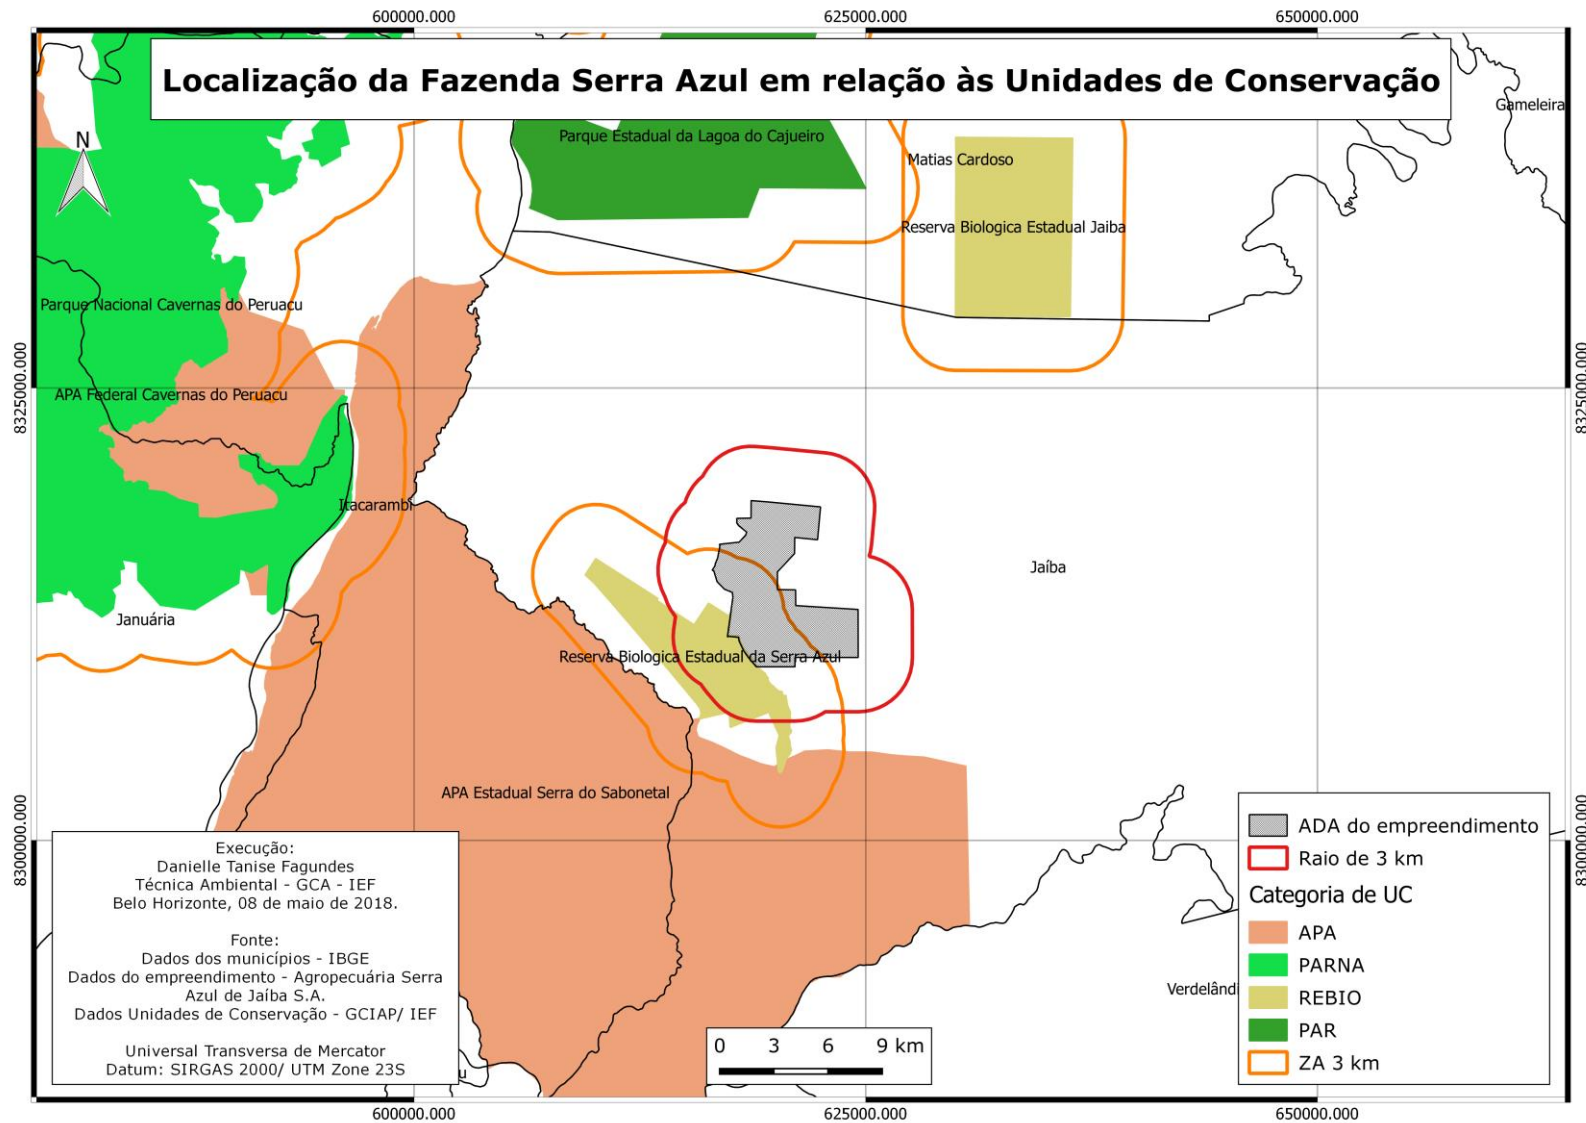 600000.000
625000.000
650000.000
Localização da Fazenda Serra Azul em relação às Unidades de Conservação
Gameleira
N
Parque Estadual da Lagoa do Cajueiro
Matias Cardoso
Reserva Biologica Estadual Jaiba
Parque Nacional Cavernas do Peruacu
8325000.000
8325000.000
APA Federal Cavernas do Peruacu
Itacarambi
Jaíba
Januária
Reserva Biologica Estadual da Serra Azul
APA Estadual Serra do Sabonetal
8300000.000
8300000.000
Execução:
Danielle Tanise Fagundes
Técnica Ambiental - GCA - IEF
Belo Horizonte, 08 de maio de 2018.
Fonte:
Dados dos municípios - IBGE
Dados do empreendimento - Agropecuária Serra
Azul de Jaíba S.A.
Dados Unidades de Conservação - GCIAP/ IEF
Universal Transversa de Mercator
Datum: SIRGAS 2000/ UTM Zone 23S
Verdelândi
0 3 6 9 km
ADA do empreendimento
Raio de 3 km
Categoria de UC
APA
PARNA
REBIO
PAR
ZA 3 km
600000.000
625000.000
650000.000